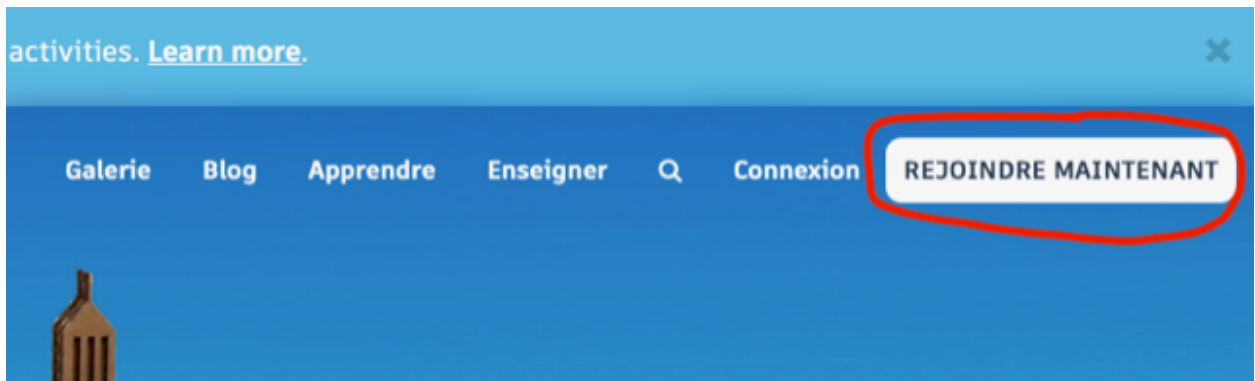 activities. Learn more.
Galerie Blog Apprendre Enseigner Connexion REJOINDRE MAINTENANT